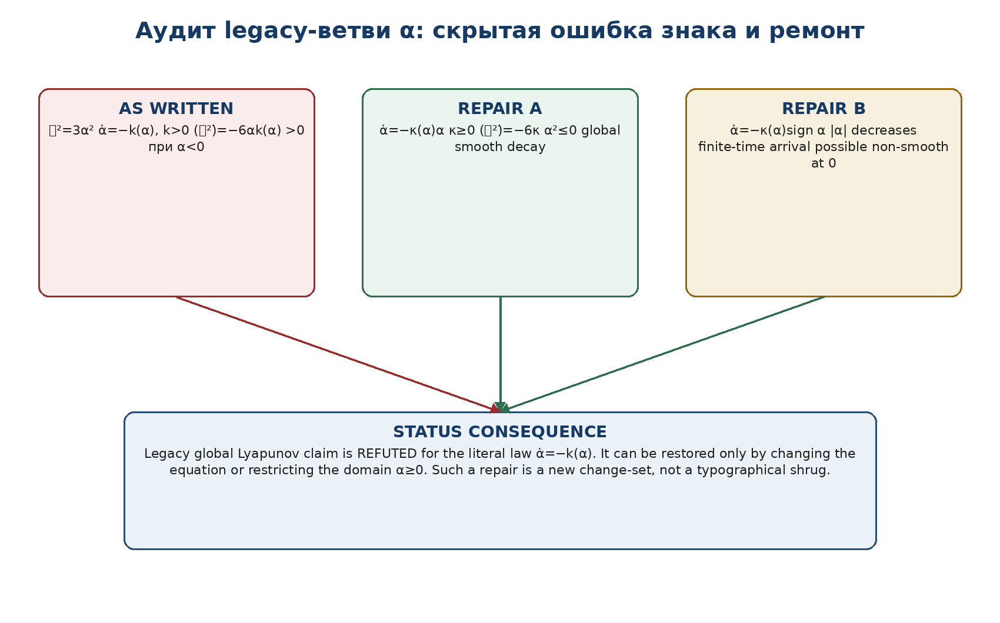 Аудит legacy-ветви α: скрытая ошибка знака и ремонт
AS WRITTEN
²=3α² α̇=−k(α), k>0 (²)̇=−6αk(α) >0
при α<0
REPAIR A
α̇=−κ(α)α κ≥0 (²)̇=−6κ α²≤0 global
smooth decay
REPAIR B
α̇=−κ(α)sign α |α| decreases
finite-time arrival possible non-smooth
at 0
STATUS CONSEQUENCE
Legacy global Lyapunov claim is REFUTED for the literal law α̇=−k(α). It can be restored only by changing the
equation or restricting the domain α≥0. Such a repair is a new change-set, not a typographical shrug.